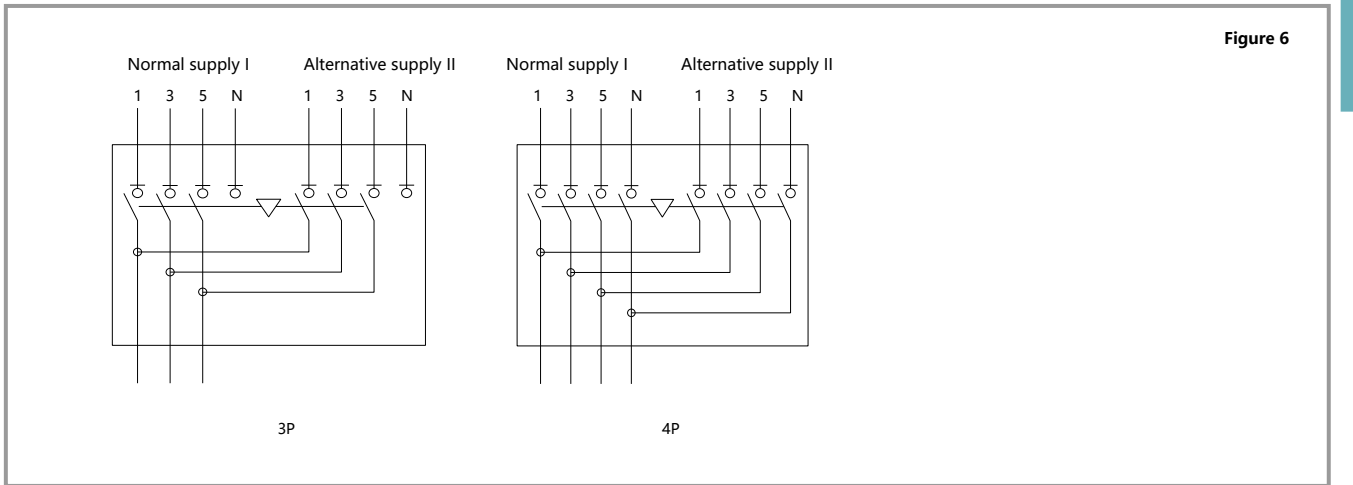 Figure 6
Normal supply I Alternative supply II Normal supply I Alternative supply II
1 3 5 N 1 3 5 N 1 3 5 N 1 3 5 N
3P 4P